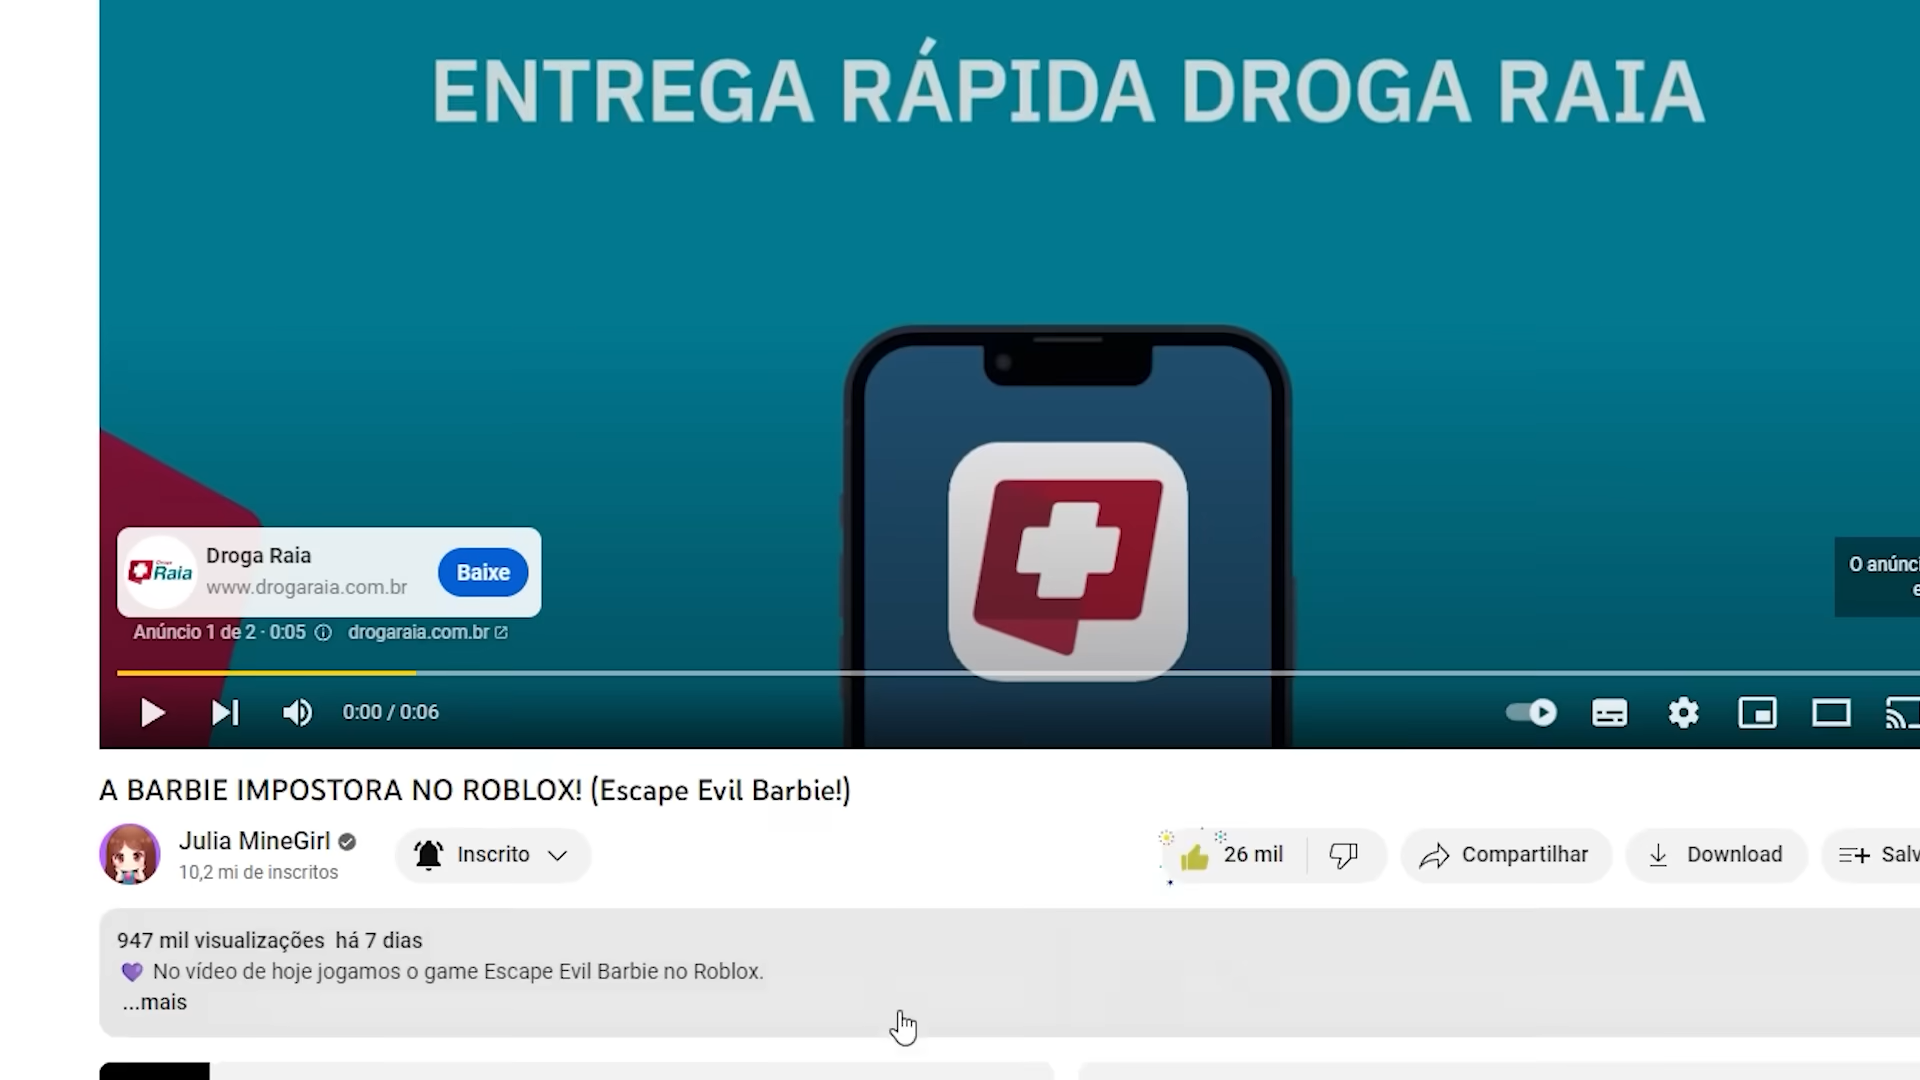 ENTREGA RÁPIDA DROGA RAIA
Raia
Droga Raia
www.drogaraia.com.br
Baixe
O anúnci
e
Anúncio 1 de 2 · 0:05
drogaraia.com.br
0:00 / 0:06
A BARBIE IMPOSTORA NO ROBLOX! (Escape Evil Barbie!)
Julia MineGirl
10,2 mi de inscritos
Inscrito
26 mil
Compartilhar
Download
Salv
947 mil visualizações há 7 dias
💜 No vídeo de hoje jogamos o game Escape Evil Barbie no Roblox.
...mais